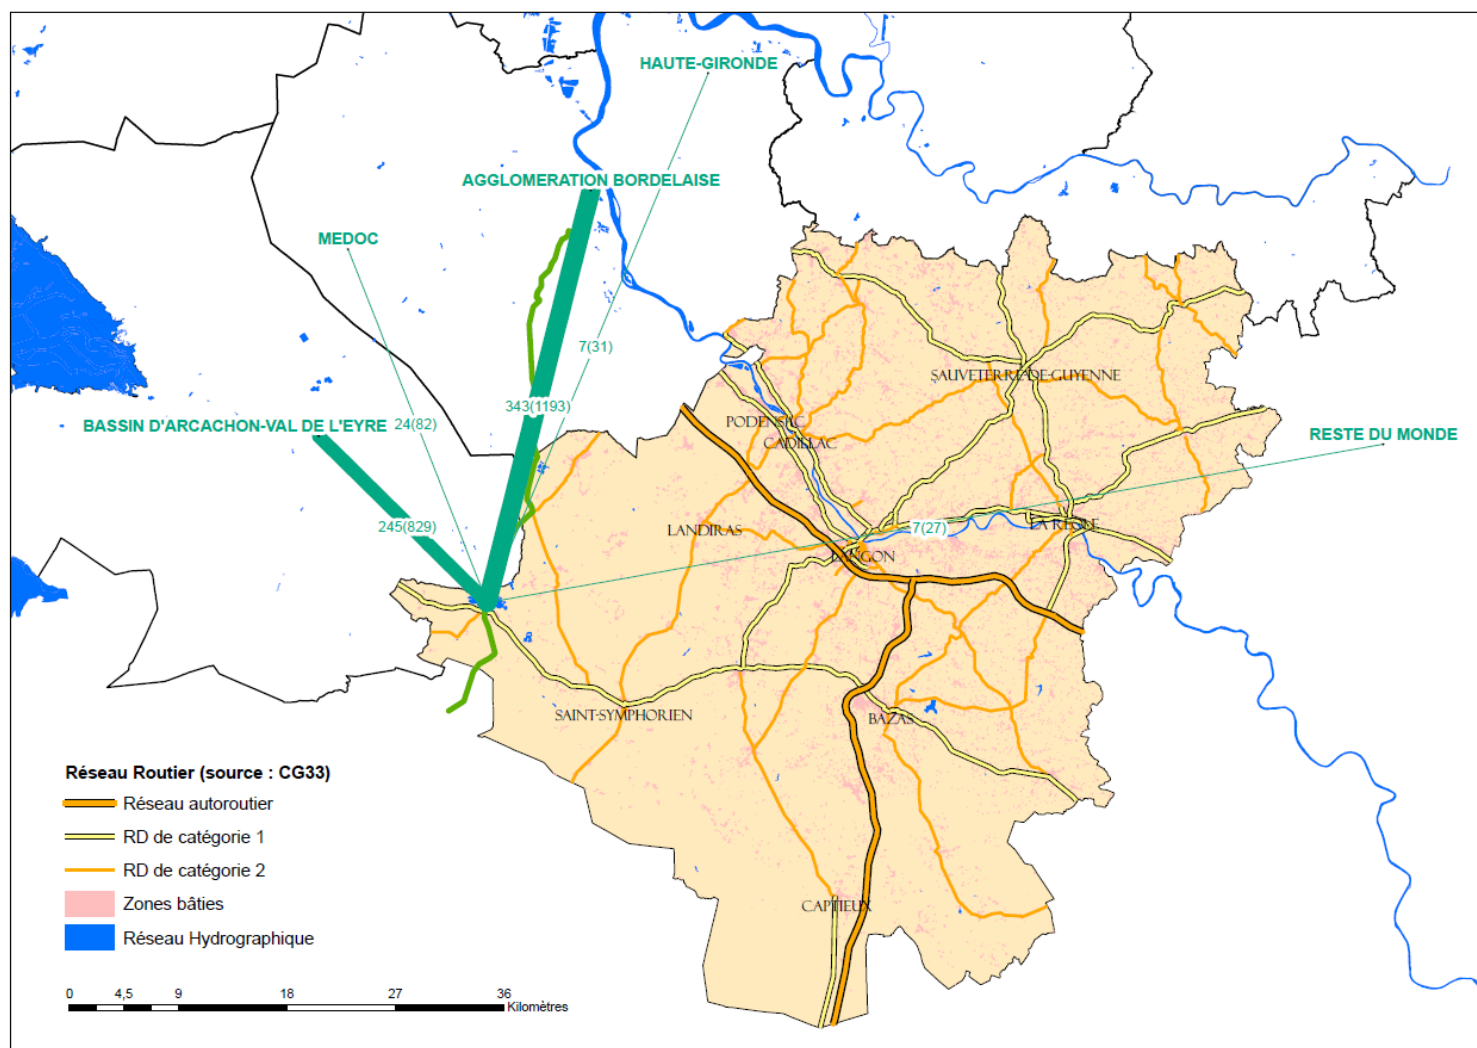 HAUTE-GIRONDE
AGGLOMERATION BORDELAISE
MEDOC
7(31)
SAUVETERRE-DE-GUYENNE
343(1193)
BASSIN D'ARCACHON-VAL DE L'EYRE
24(82)
PODENSAC
CADILLAC
RESTE DU MONDE
245(829)
LANDIRAS
7(27)
LA REOLE
LANGON
SAINT-SYMPHORIEN
BAZAS
CAPTIEUX
Réseau Routier (source : CG33)
Réseau autoroutier
RD de catégorie 1
RD de catégorie 2
Zones bâties
Réseau Hydrographique
0 4,5 9 18 27 36
Kilomètres